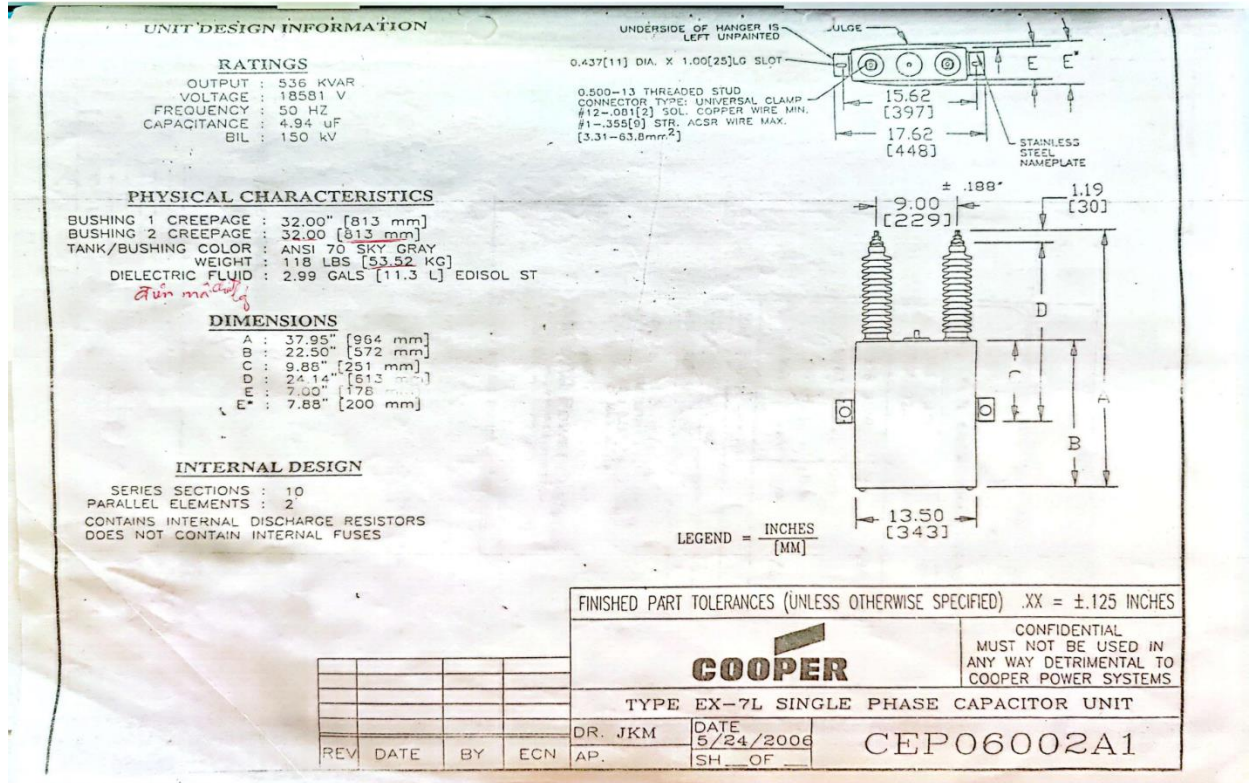 UNIT DESIGN INFORMATION
RATINGS
OUTPUT : 536 KVAR
VOLTAGE : 18581 V
FREQUENCY : 50 HZ
CAPACITANCE : 4.94 uF
BIL : 150 kV
PHYSICAL CHARACTERISTICS
BUSHING 1 CREEPAGE : 32.00" [813 mm]
BUSHING 2 CREEPAGE : 32.00 [813 mm]
TANK/BUSHING COLOR : ANSI 70 SKY GRAY
WEIGHT : 118 LBS [53.52 KG]
DIELECTRIC FLUID : 2.99 GALS [11.3 L] EDISOL ST
DIMENSIONS
A : 37.95" [964 mm]
B : 22.50" [572 mm]
C : 9.88" [251 mm]
D : 24.14" [613 mm]
E : 7.00" [178
E* : 7.88" [200 mm]
INTERNAL DESIGN
SERIES SECTIONS : 10
PARALLEL ELEMENTS : 2
CONTAINS INTERNAL DISCHARGE RESISTORS
DOES NOT CONTAIN INTERNAL FUSES
UNDERSIDE OF HANGER IS
LEFT UNPAINTED
0.437[11] DIA. X 1.00[25]LG SLOT
0.500-13 THREADED STUD
CONNECTOR TYPE: UNIVERSAL CLAMP
#12-.081[2] SOL. COPPER WIRE MIN.
#1-.355[9] STR. ACSR WIRE MAX.
[3.31-63.8mm²]
E
E*
15.62
[397]
17.62
[448]
STAINLESS
STEEL
NAMEPLATE
± .188"
9.00
[229]
1.19
[30]
D
A
B
13.50
[343]
LEGEND = INCHES
[MM]
FINISHED PART TOLERANCES (UNLESS OTHERWISE SPECIFIED) .XX = ±.125 INCHES
COOPER
CONFIDENTIAL
MUST NOT BE USED IN
ANY WAY DETRIMENTAL TO
COOPER POWER SYSTEMS
TYPE EX-7L SINGLE PHASE CAPACITOR UNIT
DR. JKM
DATE
5/24/2006
CEP06002A1
REV DATE BY ECN
AP.
SH__OF__